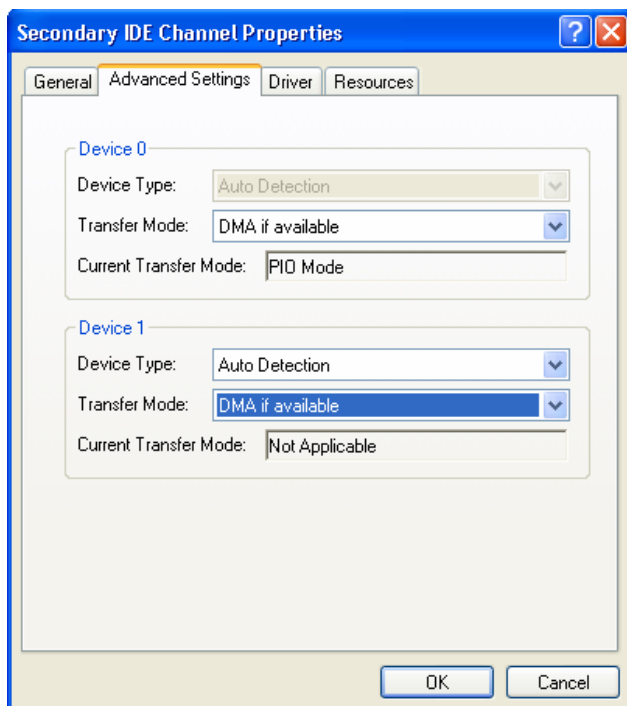 Secondary IDE Channel Properties
General Advanced Settings Driver Resources
Device 0
Device Type: Auto Detection
Transfer Mode: DMA if available
Current Transfer Mode: PIO Mode
Device 1
Device Type: Auto Detection
Transfer Mode: DMA if available
Current Transfer Mode: Not Applicable
OK Cancel